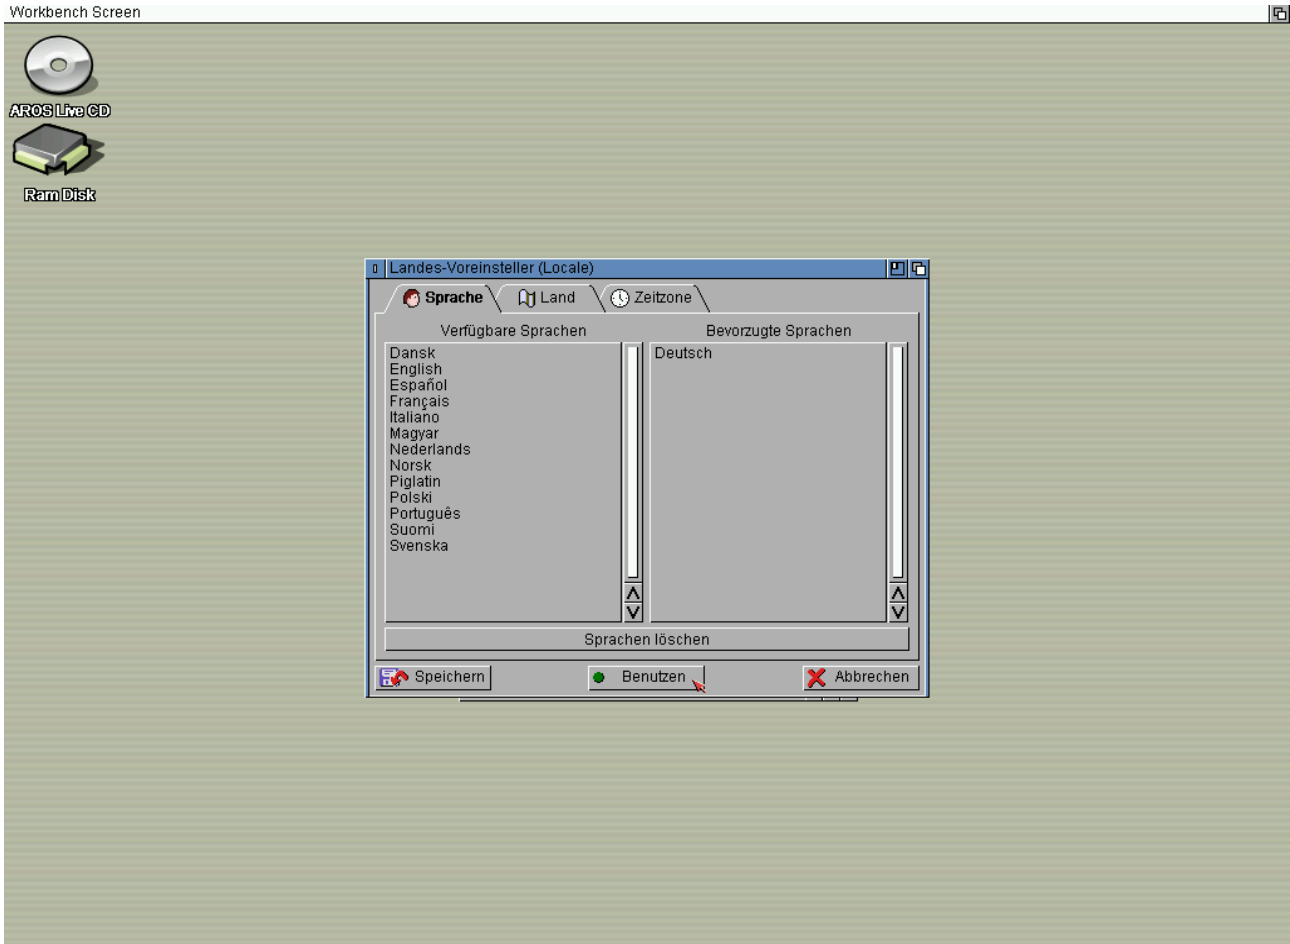 Workbench Screen
AROS Live CD
Ram Disk
Landes-Voreinsteller (Locale)
Sprache
Land
Zeitzone
Verfügbare Sprachen
Bevorzugte Sprachen
Dansk
English
Español
Français
Italiano
Magyar
Nederlands
Norsk
Piglatin
Polski
Português
Suomi
Svenska
Deutsch
Sprachen löschen
Speichern
Benutzen
Abbrechen